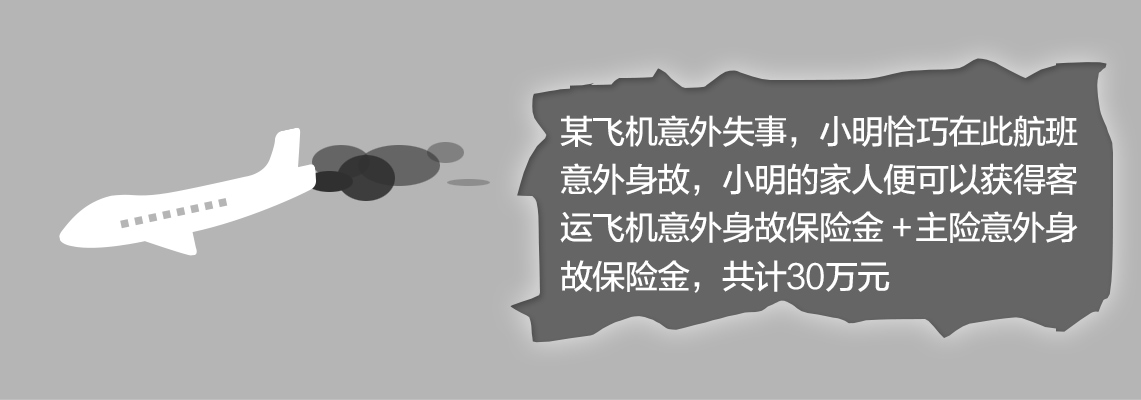 某飞机意外失事，小明恰巧在此航班
意外身故，小明的家人便可以获得客
运飞机意外身故保险金＋主险意外身
故保险金，共计30万元